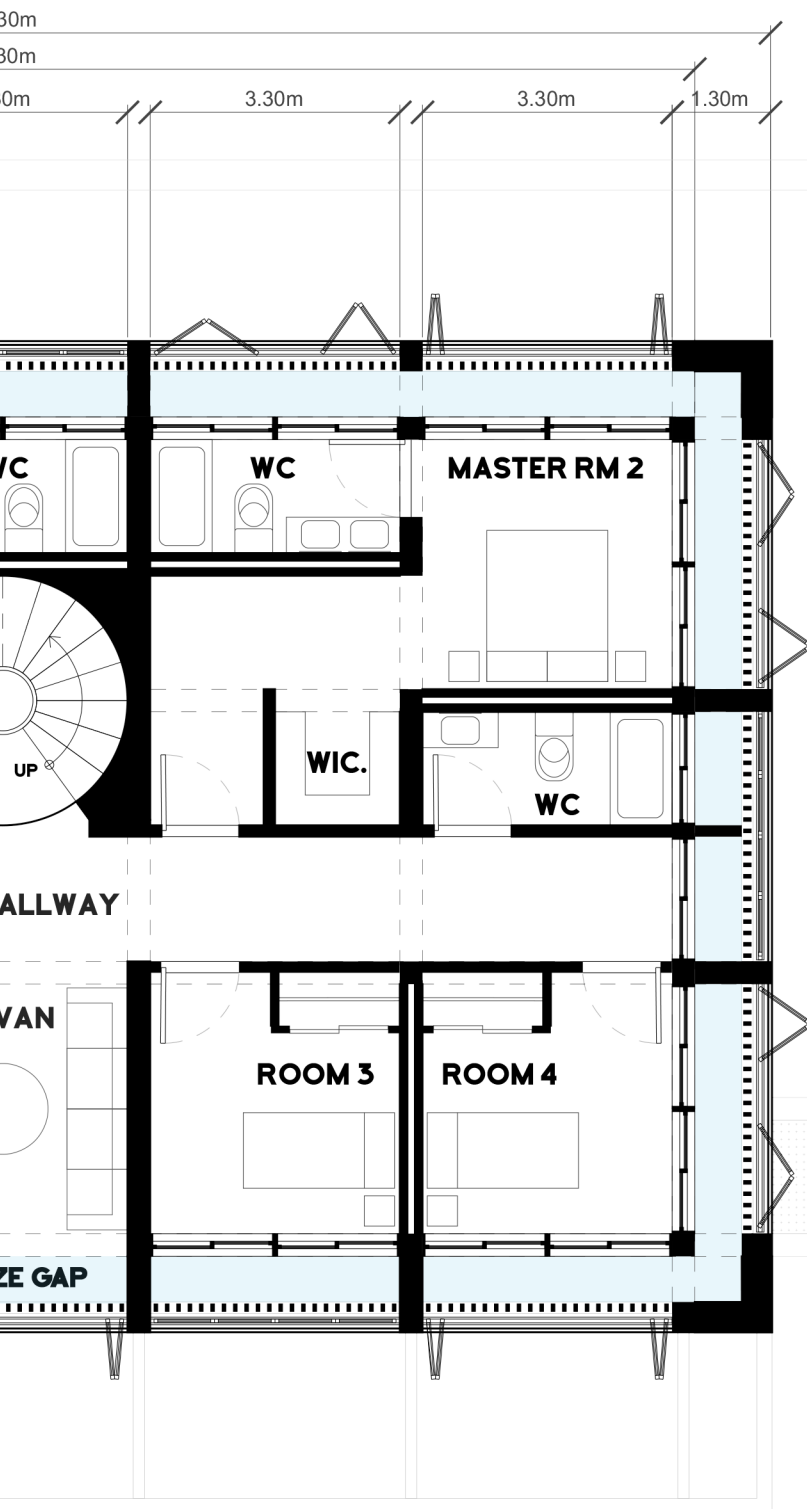 30m
30m
0m
3.30m
3.30m
1.30m
WC
WC
MASTER RM 2
UP
WIC.
WC
ALLWAY
VAN
ROOM 3
ROOM 4
ZE GAP